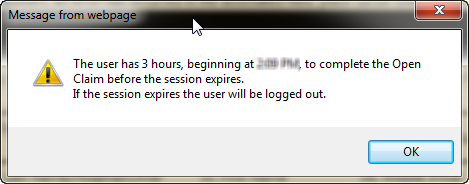 Message from webpage
The user has 3 hours, beginning at , to complete the Open
Claim before the session expires.
If the session expires the user will be logged out.
OK